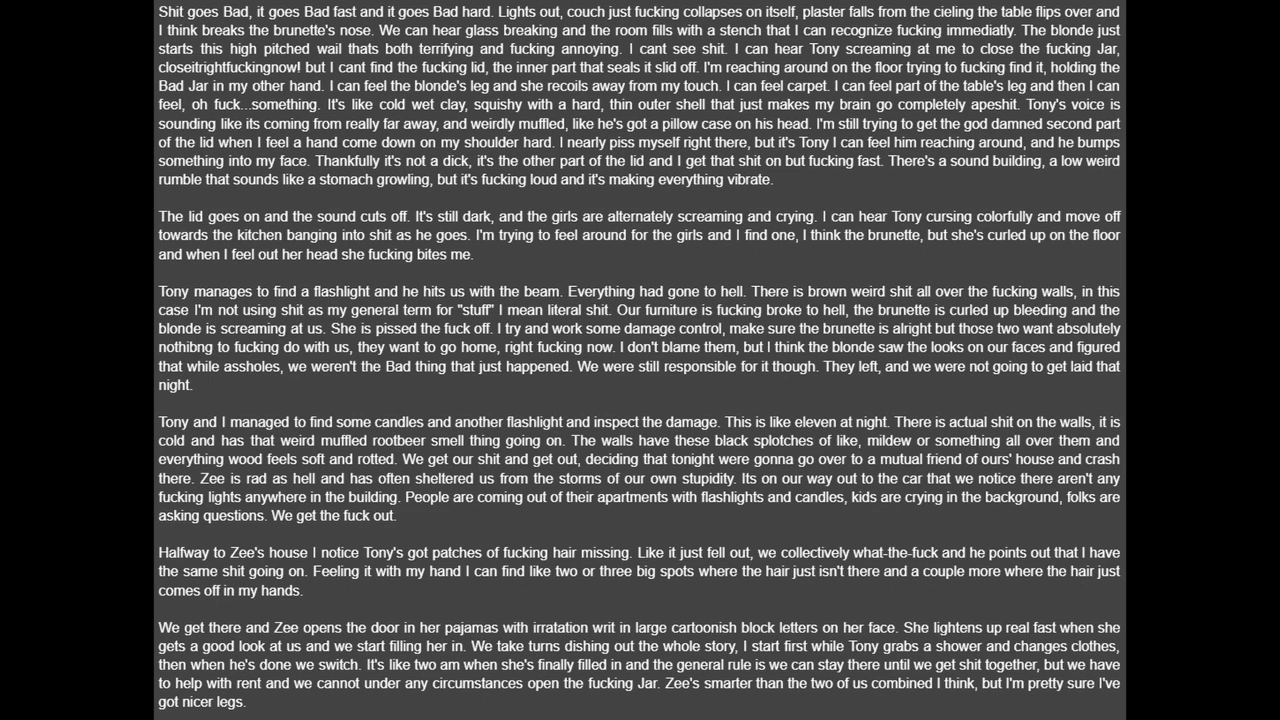 Shit goes Bad, it goes Bad fast and it goes Bad hard. Lights out, couch just fucking collapses on itself, plaster falls from the cieling the table flips over and
I think breaks the brunette's nose. We can hear glass breaking and the room fills with a stench that I can recognize fucking immediatly. The blonde just
starts this high pitched wail thats both terrifying and fucking annoying. I cant see shit. I can hear Tony screaming at me to close the fucking Jar,
closeitrightfuckingnow! but I cant find the fucking lid, the inner part that seals it slid off. I'm reaching around on the floor trying to fucking find it, holding the
Bad Jar in my other hand. I can feel the blonde's leg and she recoils away from my touch. I can feel carpet. I can feel part of the table's leg and then I can
feel, oh fuck...something. It's like cold wet clay, squishy with a hard, thin outer shell that just makes my brain go completely apeshit. Tony's voice is
sounding like its coming from really far away, and weirdly muffled, like he's got a pillow case on his head. I'm still trying to get the god damned second part
of the lid when I feel a hand come down on my shoulder hard. I nearly piss myself right there, but it's Tony I can feel him reaching around, and he bumps
something into my face. Thankfully it's not a dick, it's the other part of the lid and I get that shit on but fucking fast. There's a sound building, a low weird
rumble that sounds like a stomach growling, but it's fucking loud and it's making everything vibrate.
The lid goes on and the sound cuts off. It's still dark, and the girls are alternately screaming and crying. I can hear Tony cursing colorfully and move off
towards the kitchen banging into shit as he goes. I'm trying to feel around for the girls and I find one, I think the brunette, but she's curled up on the floor
and when I feel out her head she fucking bites me.
Tony manages to find a flashlight and he hits us with the beam. Everything had gone to hell. There is brown weird shit all over the fucking walls, in this
case I'm not using shit as my general term for "stuff" I mean literal shit. Our furniture is fucking broke to hell, the brunette is curled up bleeding and the
blonde is screaming at us. She is pissed the fuck off. I try and work some damage control, make sure the brunette is alright but those two want absolutely
nothibng to fucking do with us, they want to go home, right fucking now. I don't blame them, but I think the blonde saw the looks on our faces and figured
that while assholes, we weren't the Bad thing that just happened. We were still responsible for it though. They left, and we were not going to get laid that
night.
Tony and I managed to find some candles and another flashlight and inspect the damage. This is like eleven at night. There is actual shit on the walls, it is
cold and has that weird muffled rootbeer smell thing going on. The walls have these black splotches of like, mildew or something all over them and
everything wood feels soft and rotted. We get our shit and get out, deciding that tonight were gonna go over to a mutual friend of ours' house and crash
there. Zee is rad as hell and has often sheltered us from the storms of our own stupidity. Its on our way out to the car that we notice there aren't any
fucking lights anywhere in the building. People are coming out of their apartments with flashlights and candles, kids are crying in the background, folks are
asking questions. We get the fuck out.
Halfway to Zee's house I notice Tony's got patches of fucking hair missing. Like it just fell out, we collectively what-the-fuck and he points out that I have
the same shit going on. Feeling it with my hand I can find like two or three big spots where the hair just isn't there and a couple more where the hair just
comes off in my hands.
We get there and Zee opens the door in her pajamas with irratation writ in large cartoonish block letters on her face. She lightens up real fast when she
gets a good look at us and we start filling her in. We take turns dishing out the whole story, I start first while Tony grabs a shower and changes clothes,
then when he's done we switch. It's like two am when she's finally filled in and the general rule is we can stay there until we get shit together, but we have
to help with rent and we cannot under any circumstances open the fucking Jar. Zee's smarter than the two of us combined I think, but I'm pretty sure I've
got nicer legs.